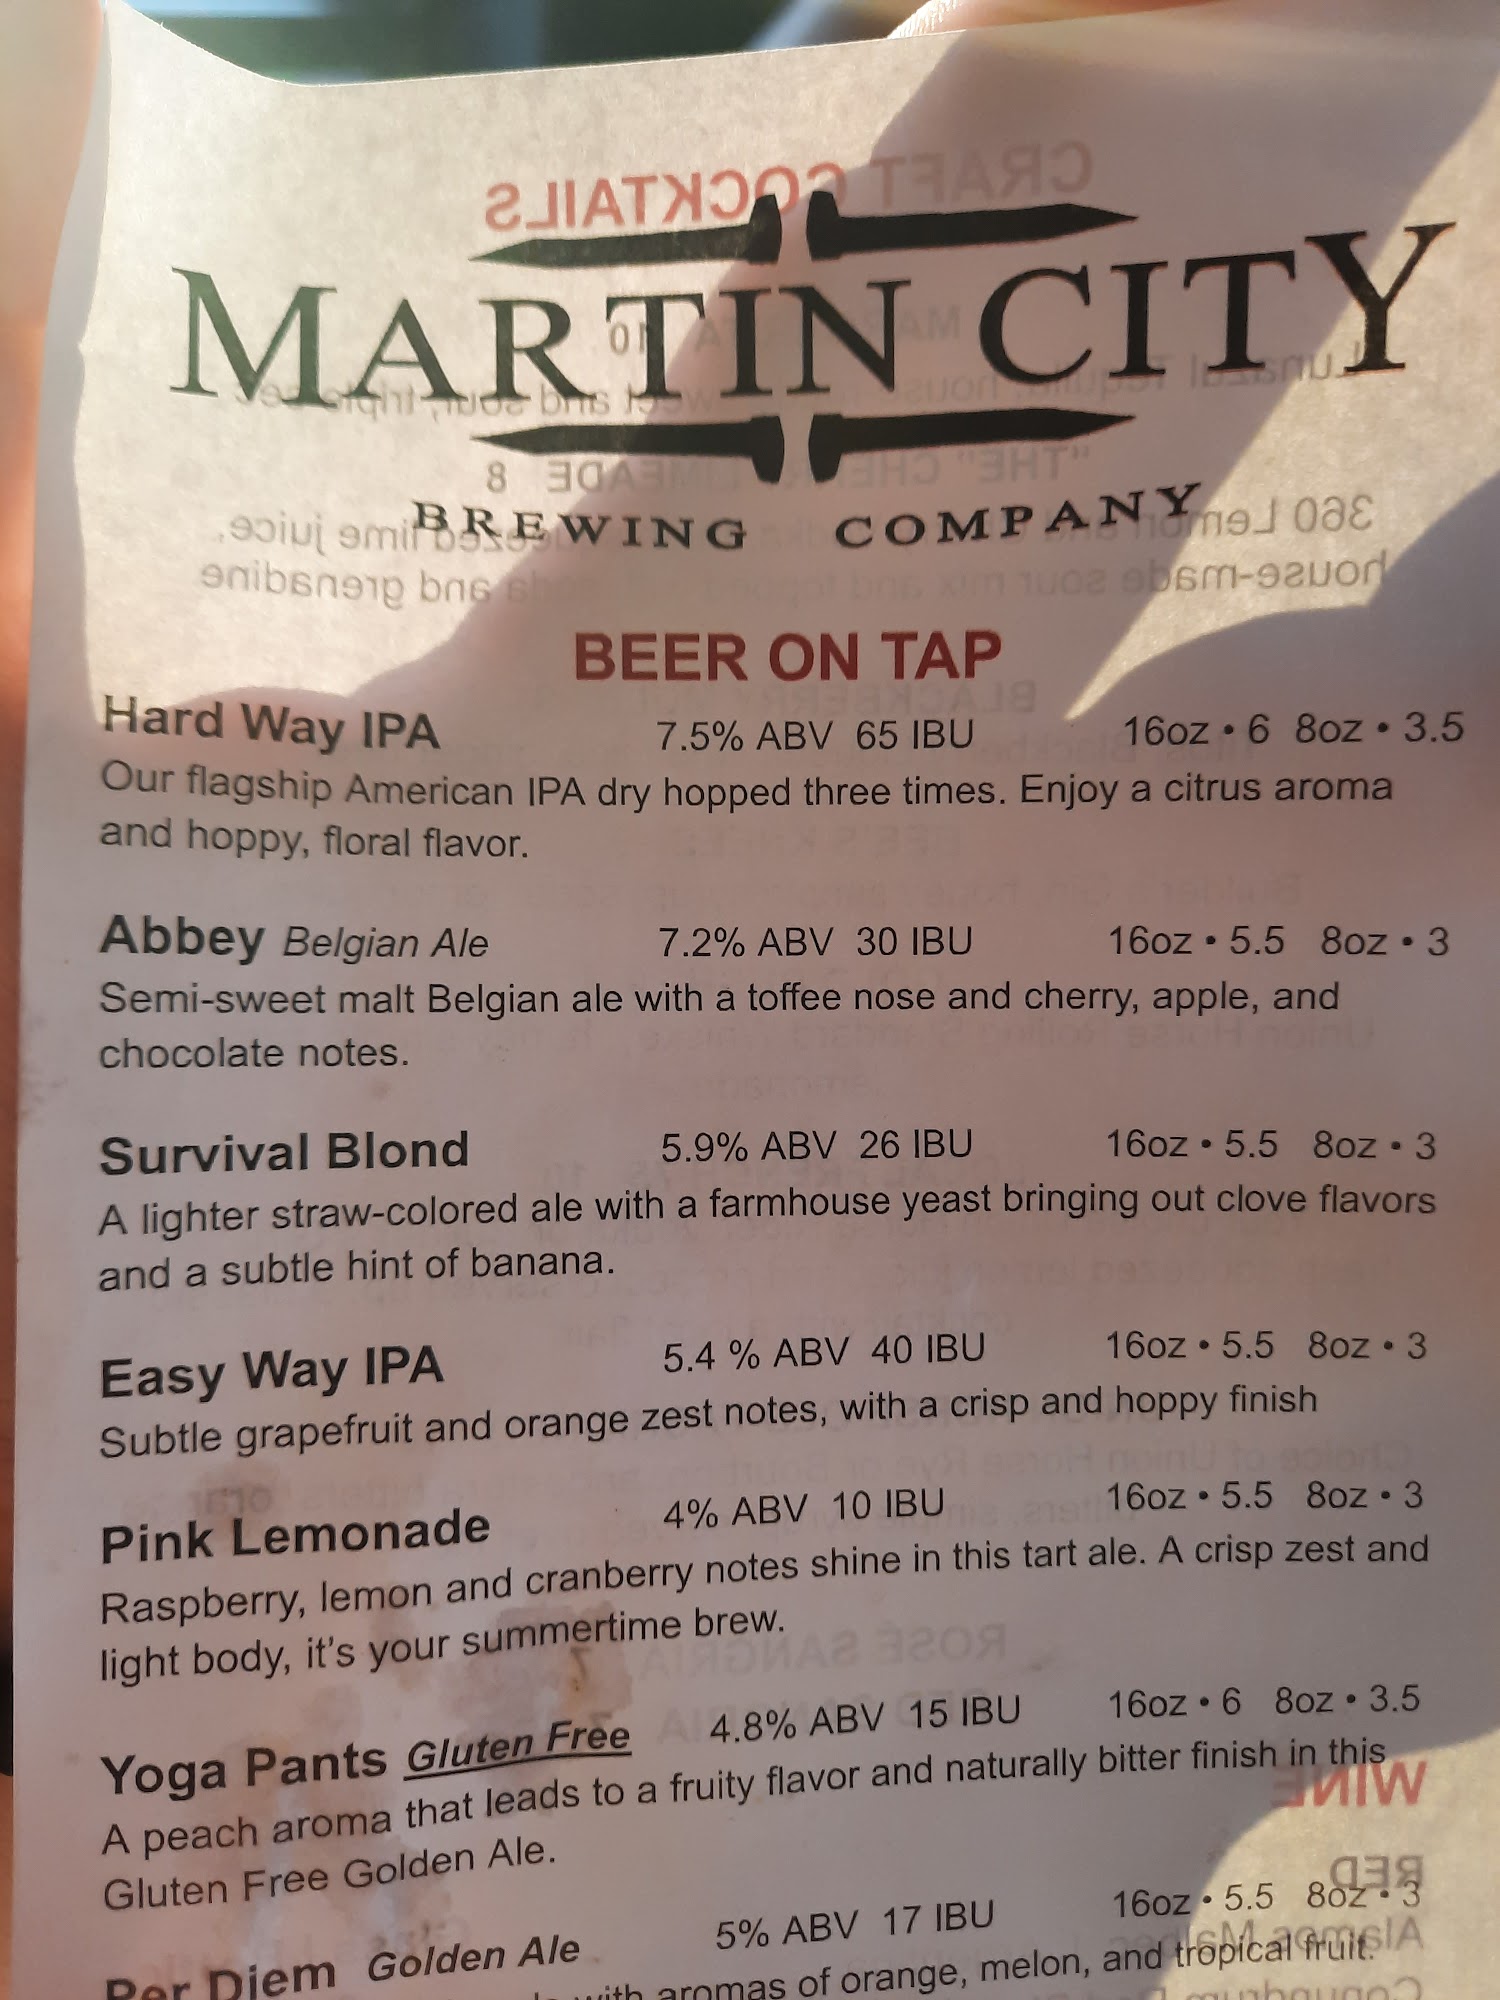 MARTIN CITY
BREWING COMPANY
BEER ON TAP
Hard Way IPA 7.5% ABV 65 IBU 16oz • 6 8oz • 3.5
Our flagship American IPA dry hopped three times. Enjoy a citrus aroma
and hoppy, floral flavor.
Abbey Belgian Ale 7.2% ABV 30 IBU 16oz • 5.5 8oz • 3
Semi-sweet malt Belgian ale with a toffee nose and cherry, apple, and
chocolate notes.
Survival Blond 5.9% ABV 26 IBU 16oz • 5.5 8oz • 3
A lighter straw-colored ale with a farmhouse yeast bringing out clove flavors
and a subtle hint of banana.
Easy Way IPA 5.4 % ABV 40 IBU 16oz • 5.5 8oz • 3
Subtle grapefruit and orange zest notes, with a crisp and hoppy finish
Pink Lemonade 4% ABV 10 IBU 16oz • 5.5 8oz • 3
Raspberry, lemon and cranberry notes shine in this tart ale. A crisp zest and
light body, it's your summertime brew.
Yoga Pants Gluten Free 4.8% ABV 15 IBU 16oz • 6 8oz • 3.5
A peach aroma that leads to a fruity flavor and naturally bitter finish in this
Gluten Free Golden Ale.
Per Diem Golden Ale 5% ABV 17 IBU 16oz • 5.5 8oz • 3
with aromas of orange, melon, and tropical fruit.